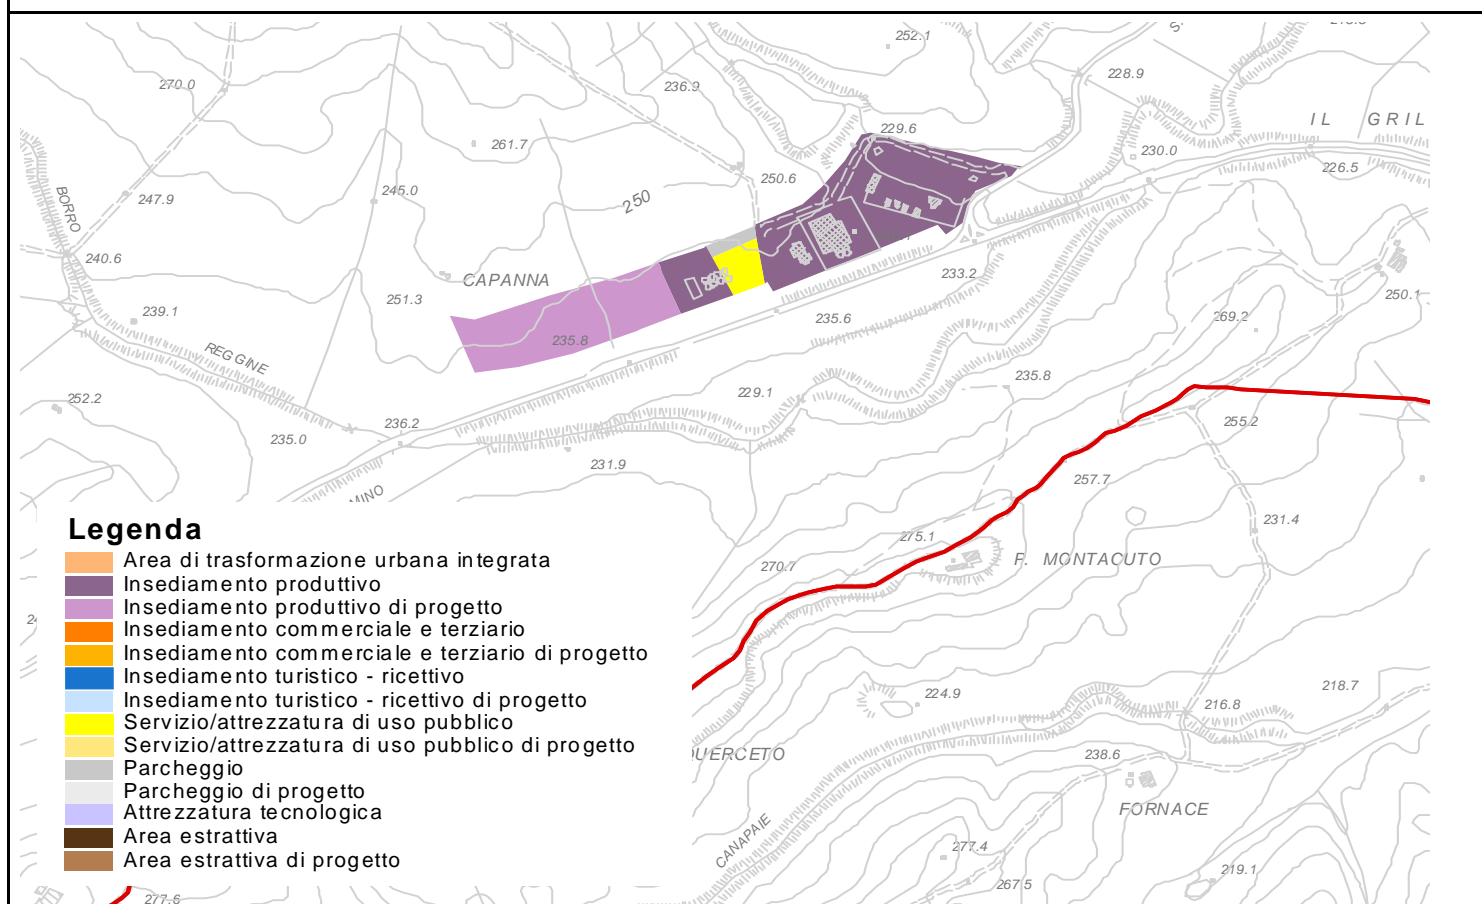 252.1
270.0
236.9
228.9
229.6
IL GRIL
261.7
230.0
226.5
250.6
245.0
247.9
250
BORRO
240.6
233.2
CAPANNA
251.3
250.1
239.1
235.6
269.2
235.8
REGGINE
235.8
252.2
229.1
236.2
255.2
235.0
231.9
257.7
MINO
231.4
275.1
P. MONTACUTO
270.7
Legenda
Area di trasformazione urbana integrata
Insediamento produttivo
Insediamento produttivo di progetto
Insediamento commerciale e terziario
Insediamento commerciale e terziario di progetto
Insediamento turistico - ricettivo
Insediamento turistico - ricettivo di progetto
Servizio/attrezzatura di uso pubblico
Servizio/attrezzatura di uso pubblico di progetto
Parcheggio
Parcheggio di progetto
Attrezzatura tecnologica
Area estrattiva
Area estrattiva di progetto
224.9
218.7
216.8
UERCETO
238.6
FORNACE
CANAPAIE
277.4
219.1
267.5
277.6